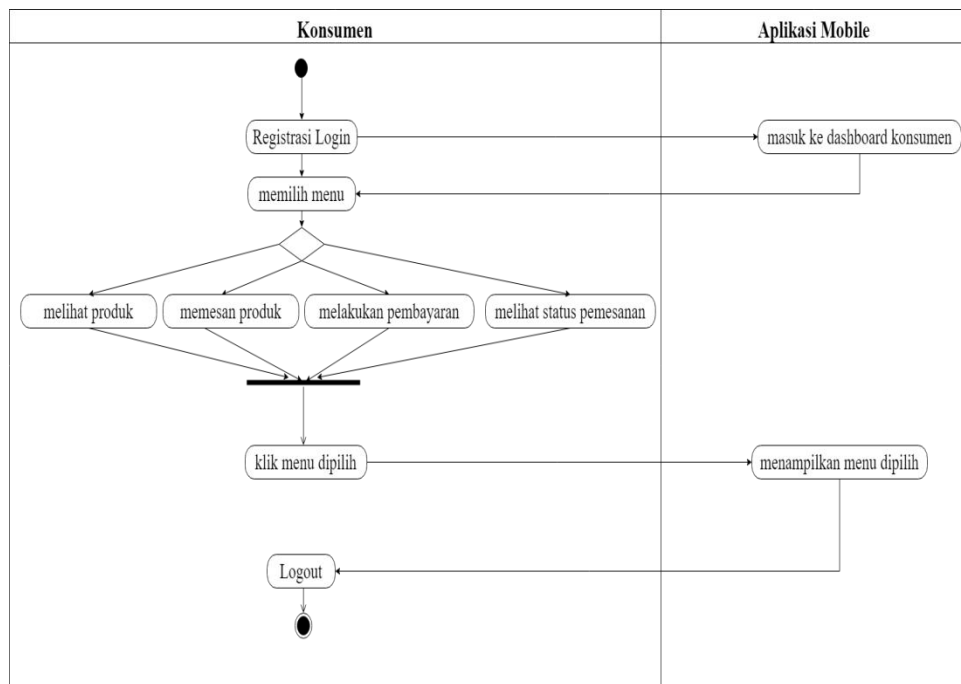 Konsumen
Aplikasi Mobile
Registrasi Login
masuk ke dashboard konsumen
memilih menu
melihat produk
memesan produk
melakukan pembayaran
melihat status pemesanan
klik menu dipilih
menampilkan menu dipilih
Logout